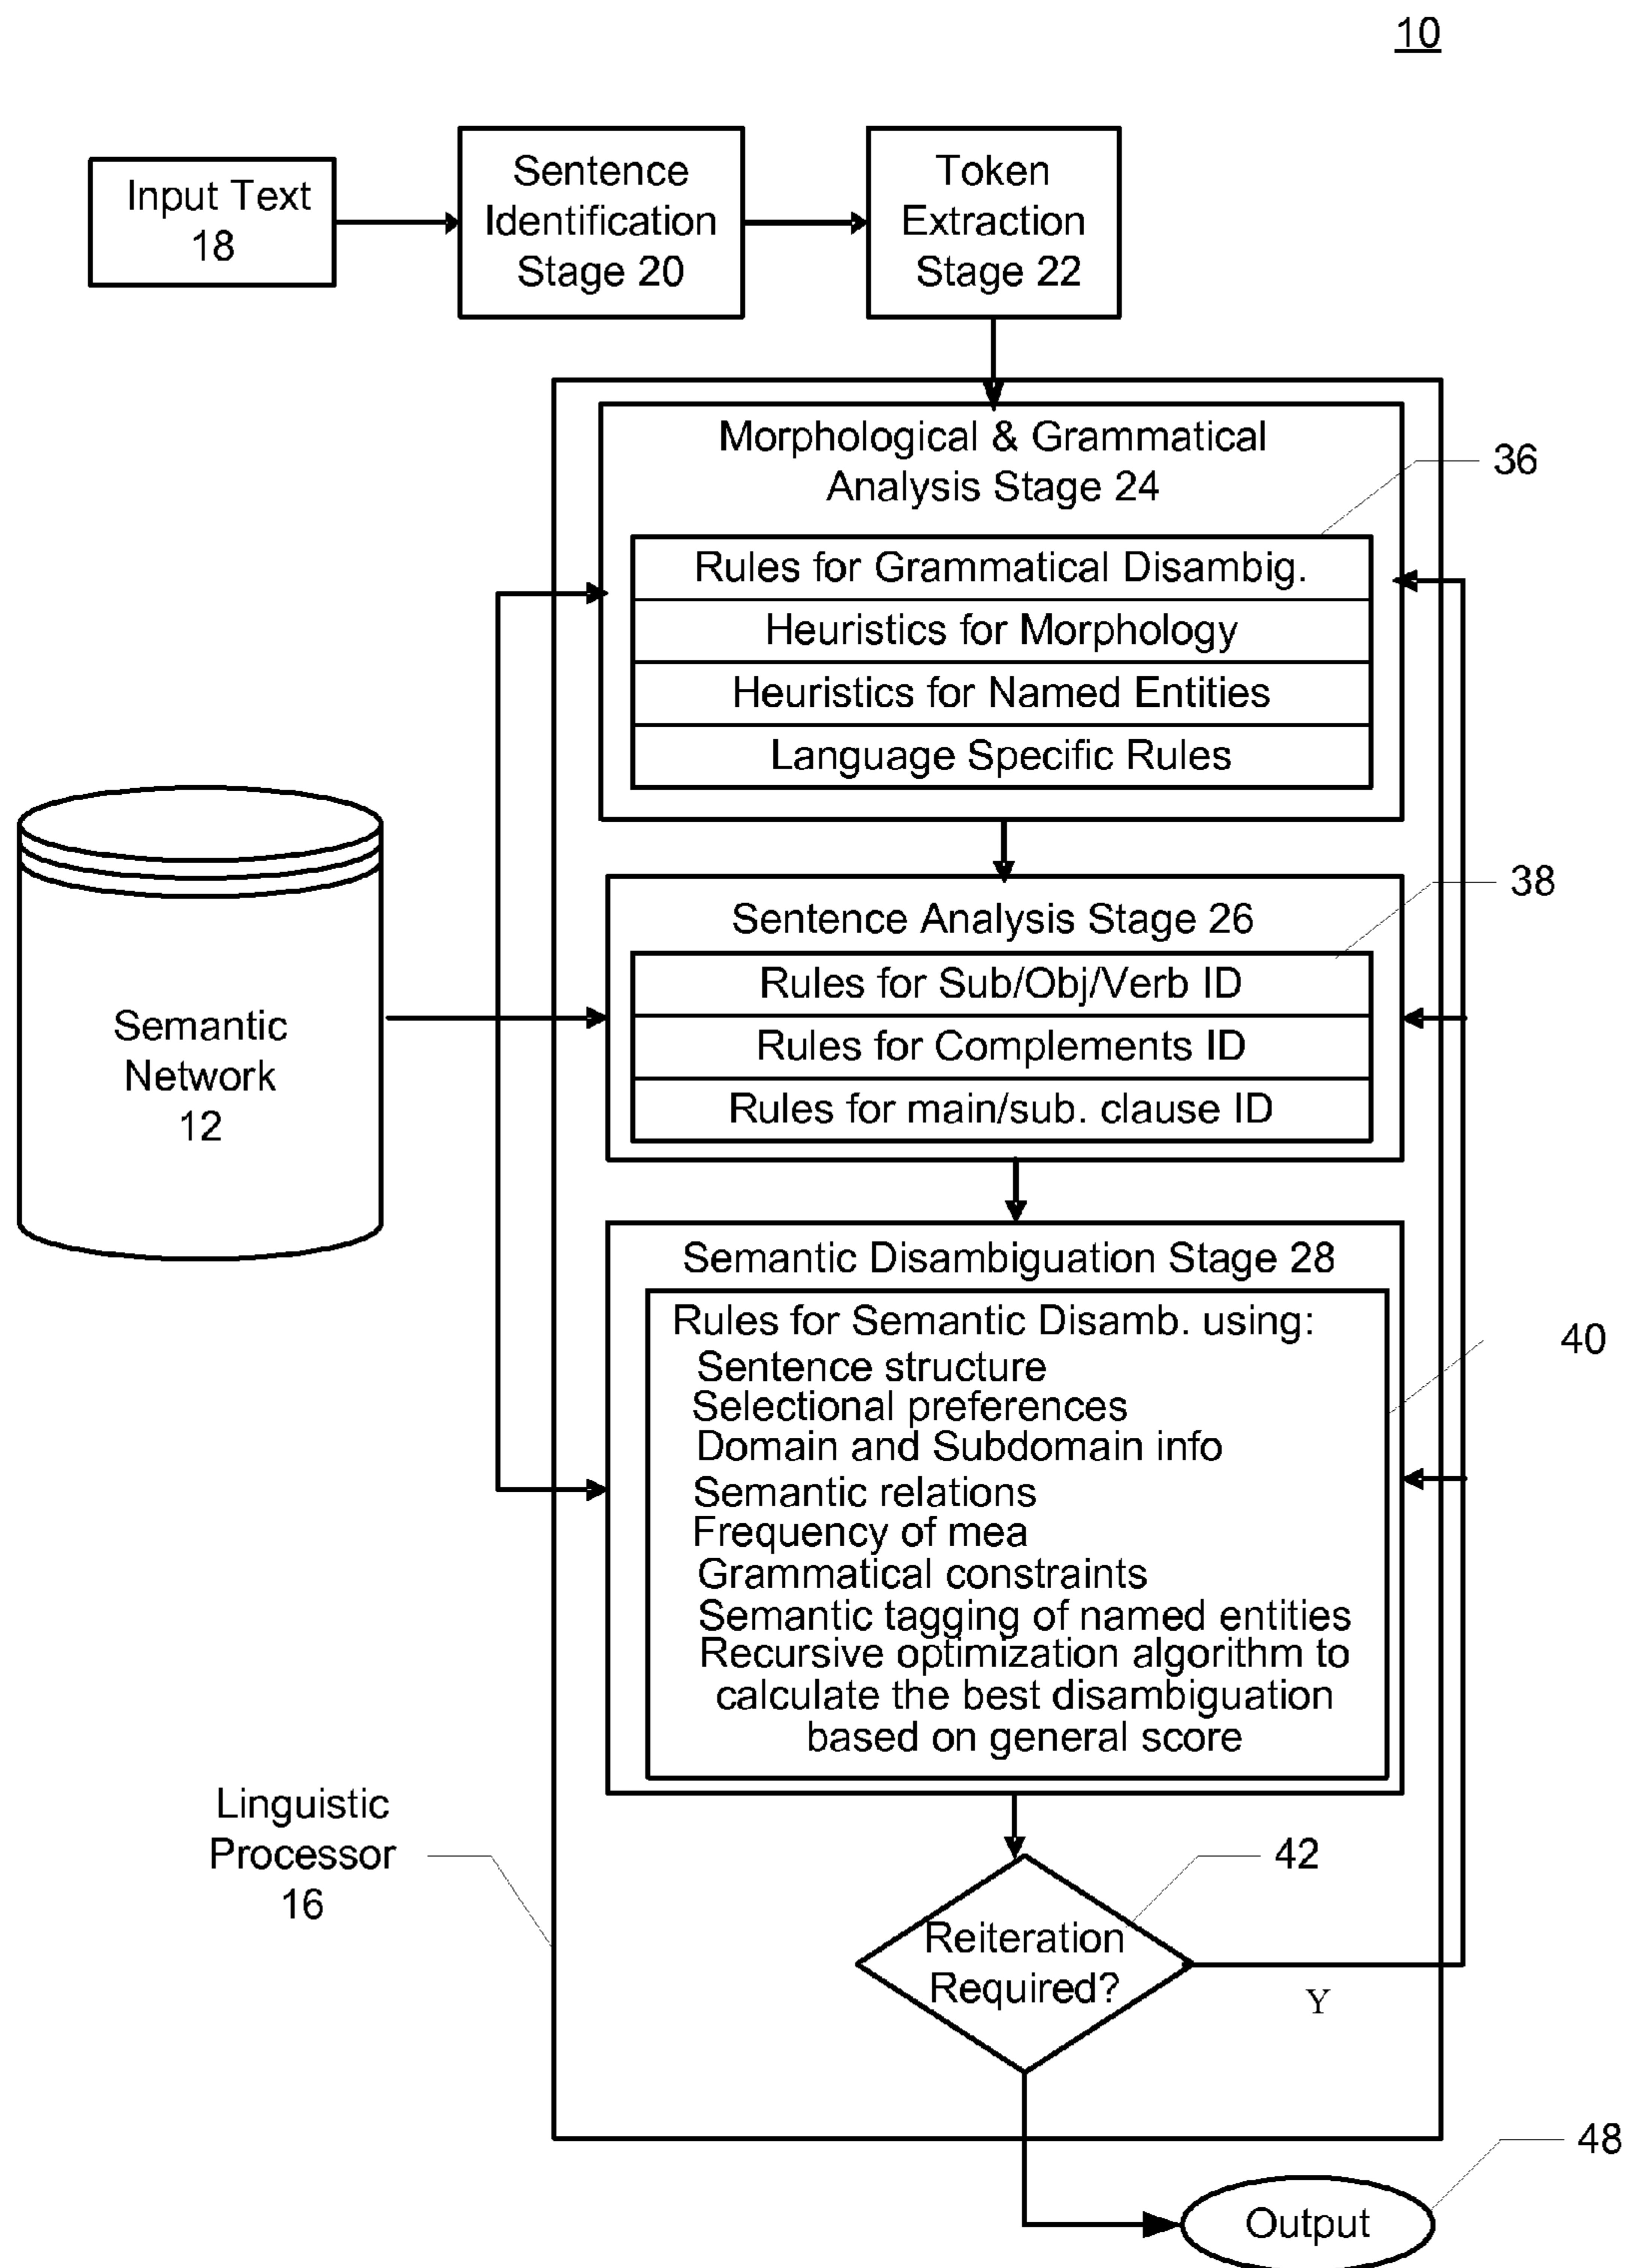 10
Input Text
18
Sentence
Identification
Stage 20
Token
Extraction
Stage 22
Morphological & Grammatical
Analysis Stage 24
36
Rules for Grammatical Disambig.
Heuristics for Morphology
Heuristics for Named Entities
Language Specific Rules
Semantic
Network
12
38
Sentence Analysis Stage 26
Rules for Sub/Obj/Verb ID
Rules for Complements ID
Rules for main/sub. clause ID
Semantic Disambiguation Stage 28
40
Rules for Semantic Disamb. using:
Sentence structure
Selectional preferences
Domain and Subdomain info
Semantic relations
Frequency of mea
Grammatical constraints
Semantic tagging of named entities
Recursive optimization algorithm to
calculate the best disambiguation
based on general score
Linguistic
Processor
16
42
Reiteration
Required?
Y
48
Output